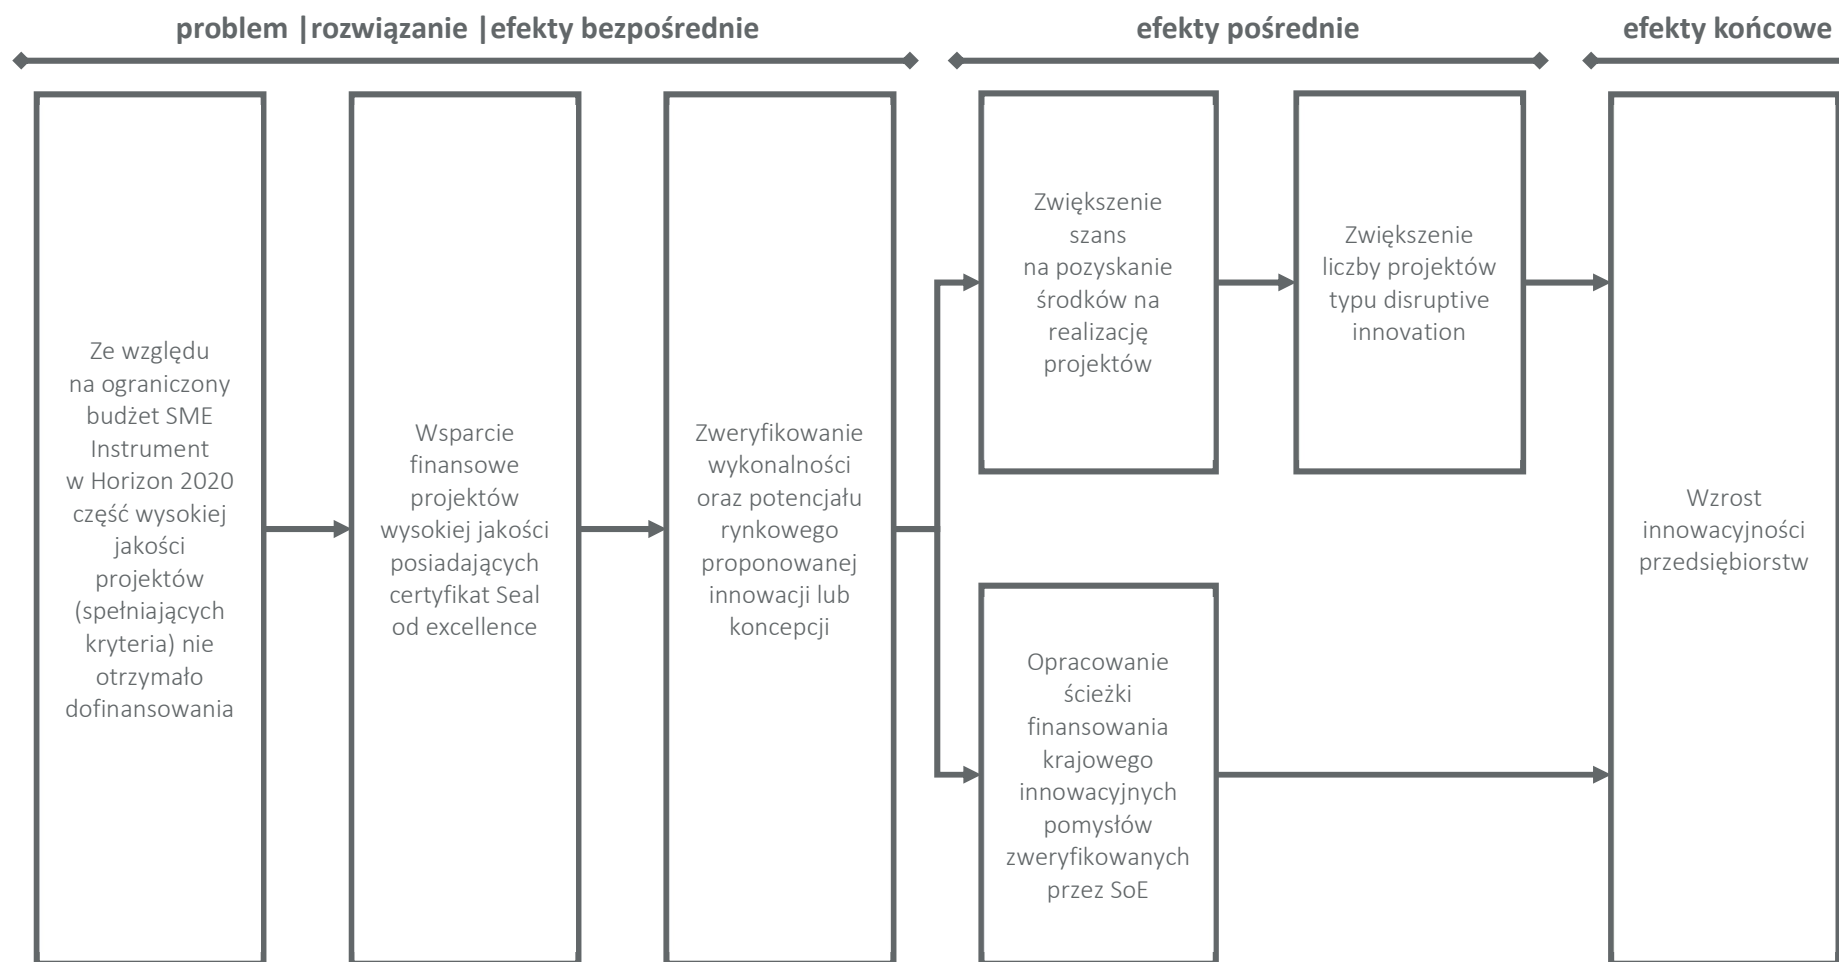 problem |rozwiązanie |efekty bezpośrednie
efekty pośrednie
efekty końcowe
Ze względu
na ograniczony
budżet SME
Instrument
w Horizon 2020
część wysokiej
jakości
projektów
(spełniających
kryteria) nie
otrzymało
dofinansowania
Wsparcie
finansowe
projektów
wysokiej jakości
posiadających
certyfikat Seal
od excellence
Zweryfikowanie
wykonalności
oraz potencjału
rynkowego
proponowanej
innowacji lub
koncepcji
Zwiększenie
szans
na pozyskanie
środków na
realizację
projektów
Zwiększenie
liczby projektów
typu disruptive
innovation
Opracowanie
ścieżki
finansowania
krajowego
innowacyjnych
pomysłów
zweryfikowanych
przez SoE
Wzrost
innowacyjności
przedsiębiorstw